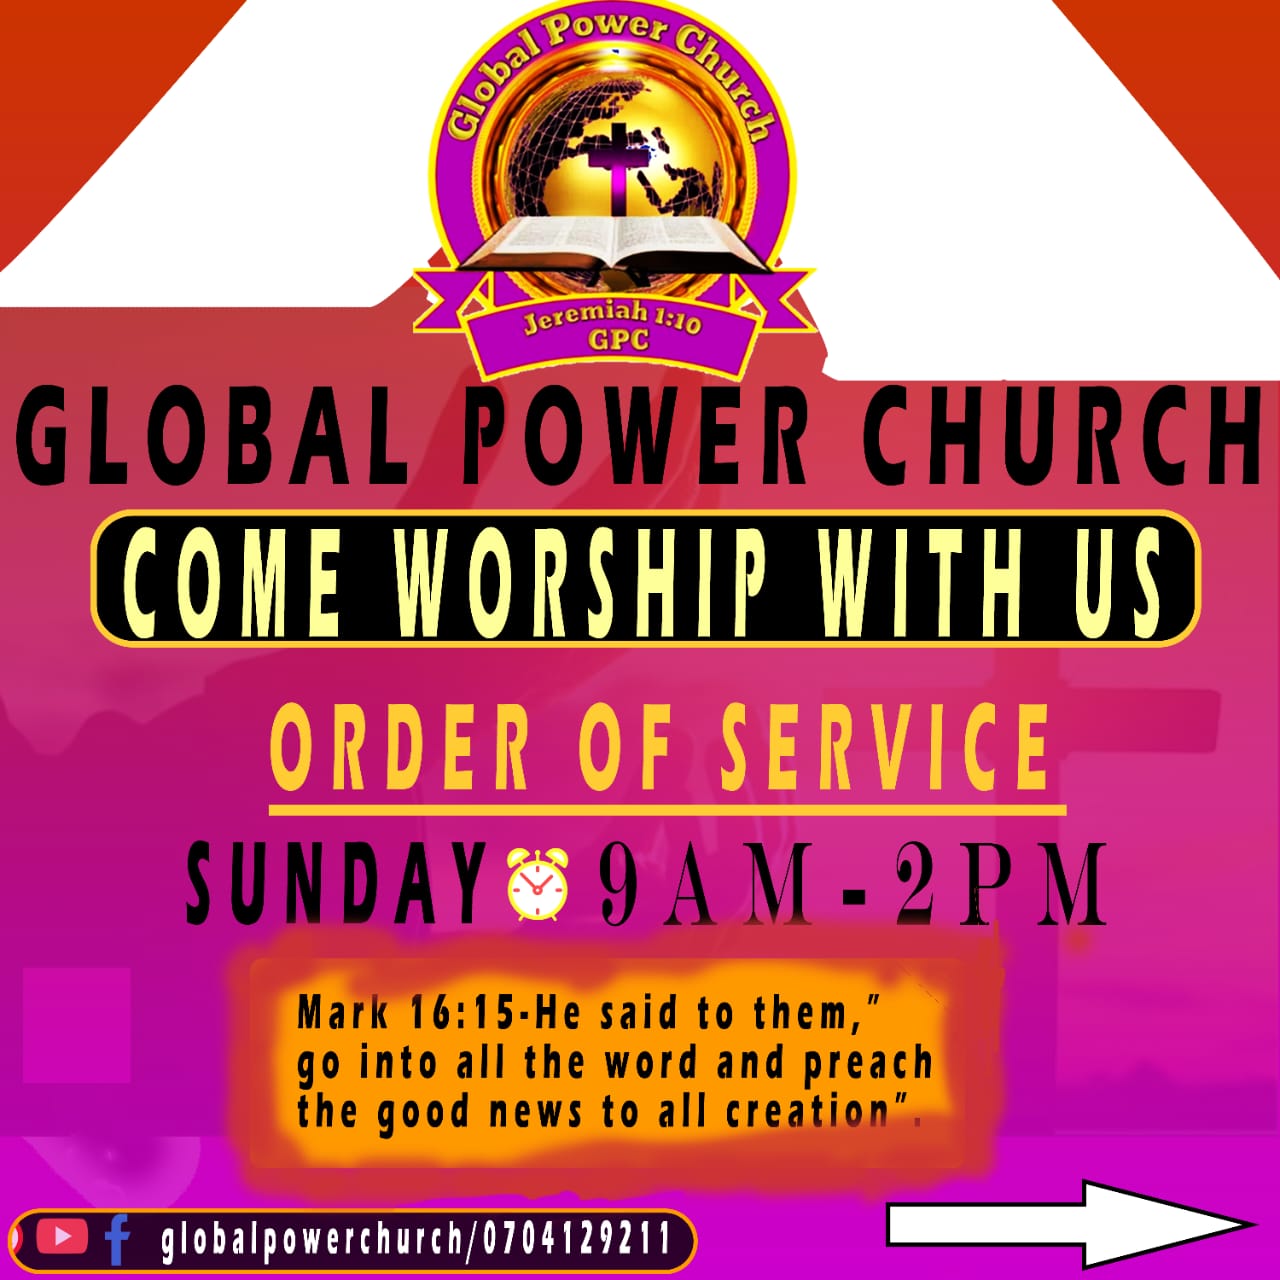 Global Power Church
Jeremiah 1:10
GPC
GLOBAL POWER CHURCH
COME WORSHIP WITH US
ORDER OF SERVICE
SUNDAY 9AM-2PM
Mark 16:15-He said to them,"
go into all the word and preach
the good news to all creation".
globalpowerchurch/0704129211